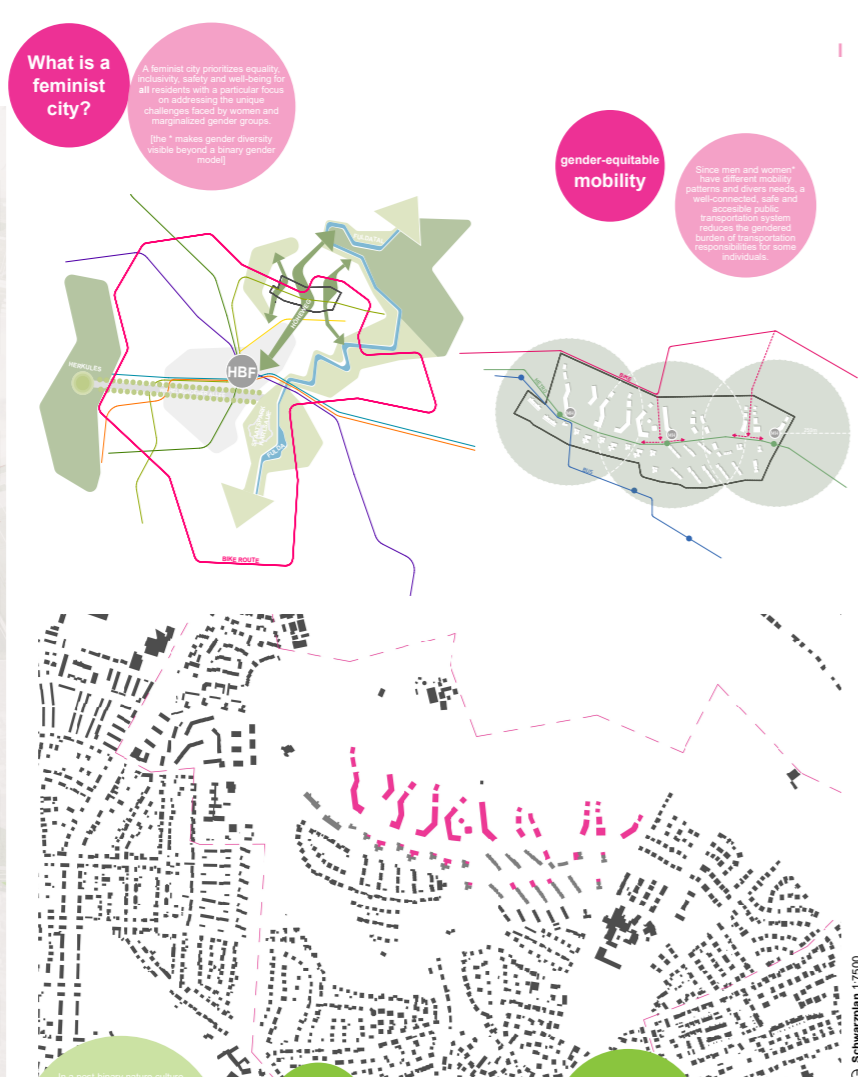 What is a
feminist
city?
A feminist city prioritizes equality,
inclusivity, safety and well-being for
all residents with a particular focus
on addressing the unique
challenges faced by women and
marginalized gender groups.
[the * makes gender diversity
visible beyond a binary gender
model]
gender-equitable
mobility
Since men and women*
have different mobility
patterns and divers needs, a
well-connected, safe and
accesible public
transportation system
reduces the gendered
burden of transportation
responsibilities for some
individuals.
FULDATAL
HOHEWEG
HERKULES
HBF
FULDA
BIKE ROUTE
BIKE
BUS
Schwarzplan 1:7500